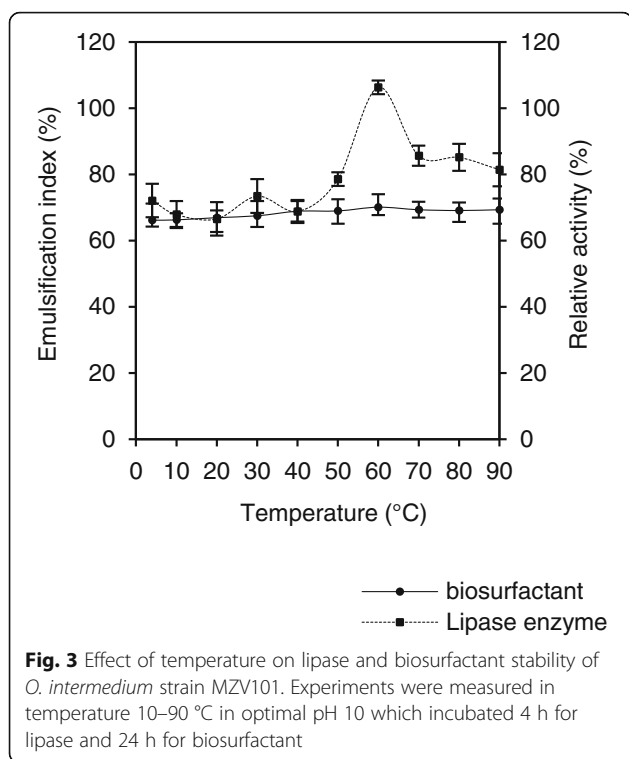 120
100
80
60
40
20
0
Emulsification index (%)
120
100
80
60
40
20
0
Relative activity (%)
0 10 20 30 40 50 60 70 80 90
Temperature (°C)
biosurfactant
Lipase enzyme
Fig. 3 Effect of temperature on lipase and biosurfactant stability of
O. intermedium strain MZV101. Experiments were measured in
temperature 10–90 °C in optimal pH 10 which incubated 4 h for
lipase and 24 h for biosurfactant